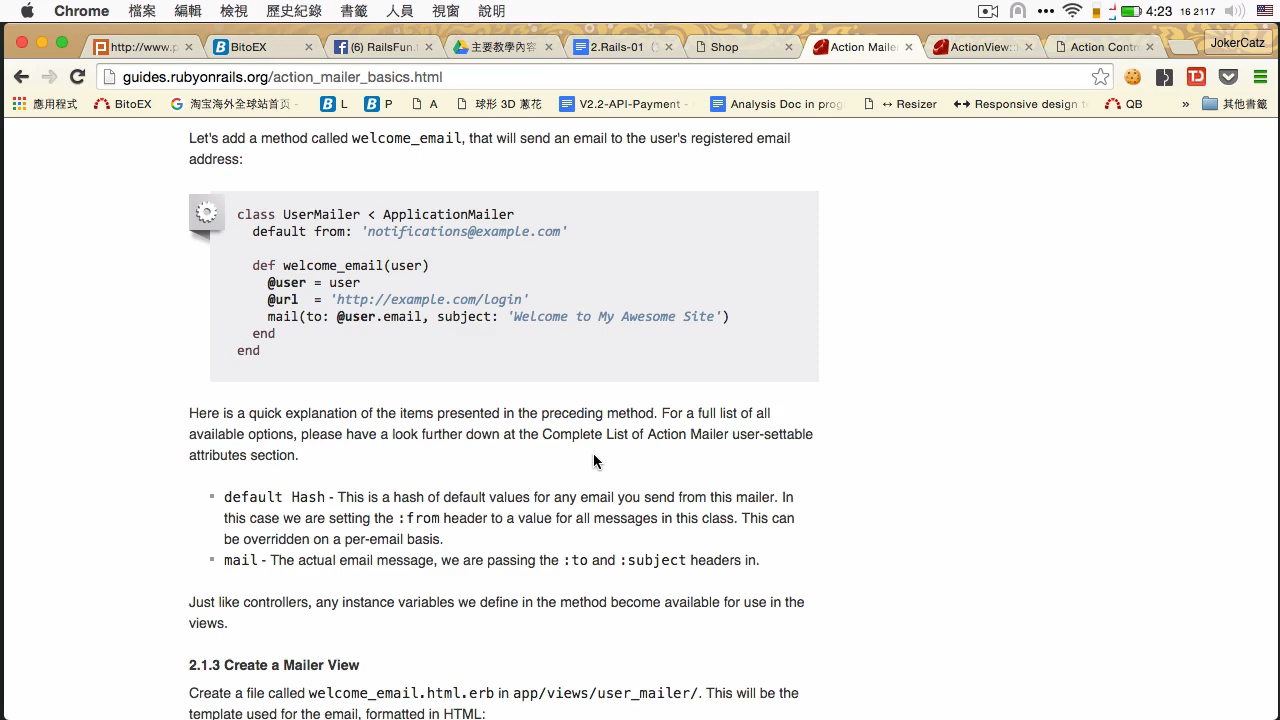 Chrome 檔案 編輯 檢視 歷史紀錄 書籤 人員 視窗 說明 4:23 16 2117
http://www.p BitoEX (6) RailsFun. 主要教學內容 2.Rails-01 Shop Action Mailer ActionView:: Action Contr JokerCatz
guides.rubyonrails.org/action_mailer_basics.html
應用程式 BitoEX 淘宝海外全球站首页 - L P A 球形 3D 蔥花 V2.2-API-Payment - Analysis Doc in prog ↔ Resizer ↔ Responsive design t QB » 其他書籤
Let's add a method called welcome_email, that will send an email to the user's registered email
address:
class UserMailer < ApplicationMailer
default from: 'notifications@example.com'
def welcome_email(user)
@user = user
@url = 'http://example.com/login'
mail(to: @user.email, subject: 'Welcome to My Awesome Site')
end
end
Here is a quick explanation of the items presented in the preceding method. For a full list of all
available options, please have a look further down at the Complete List of Action Mailer user-settable
attributes section.
default Hash - This is a hash of default values for any email you send from this mailer. In
this case we are setting the :from header to a value for all messages in this class. This can
be overridden on a per-email basis.
mail - The actual email message, we are passing the :to and :subject headers in.
Just like controllers, any instance variables we define in the method become available for use in the
views.
2.1.3 Create a Mailer View
Create a file called welcome_email.html.erb in app/views/user_mailer/. This will be the
template used for the email, formatted in HTML: